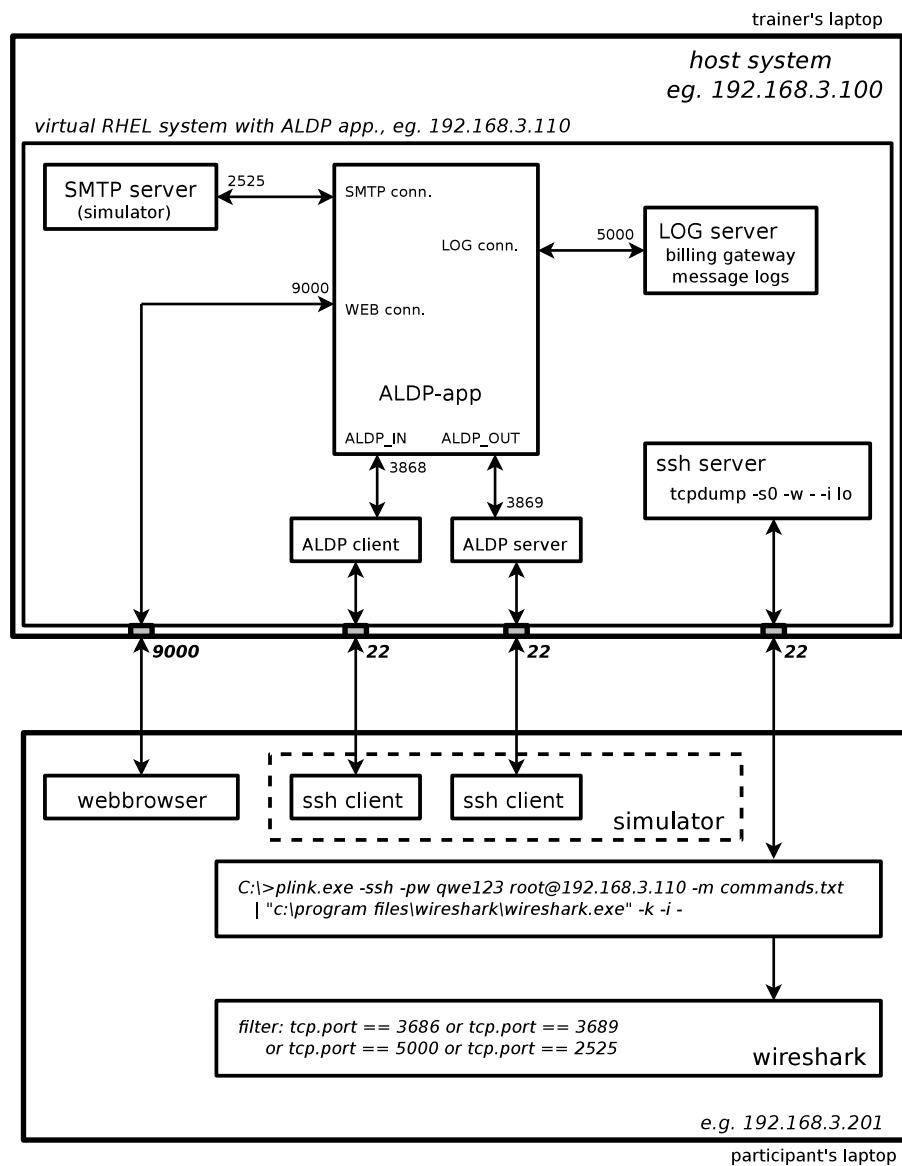 trainer's laptop
host system
eg. 192.168.3.100
virtual RHEL system with ALDP app., eg. 192.168.3.110
SMTP server
(simulator)
2525
SMTP conn.
LOG conn.
5000
LOG server
billing gateway
message logs
9000
WEB conn.
ALDP-app
ALDP_IN
ALDP_OUT
3868
3869
ALDP client
ALDP server
ssh server
tcpdump -s0 -w - -i lo
9000
22
22
22
webbrowser
ssh client
ssh client
simulator
C:\>plink.exe -ssh -pw qwe123 root@192.168.3.110 -m commands.txt
| "c:\program files\wireshark\wireshark.exe" -k -i -
filter: tcp.port == 3686 or tcp.port == 3689
or tcp.port == 5000 or tcp.port == 2525
wireshark
e.g. 192.168.3.201
participant's laptop